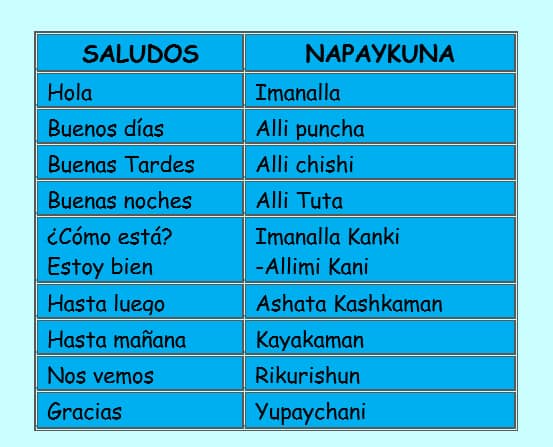 SALUDOS NAPAYKUNA
Hola Imanalla
Buenos días Alli puncha
Buenas Tardes Alli chishi
Buenas noches Alli Tuta
¿Cómo está? Imanalla Kanki
Estoy bien -Allimi Kani
Hasta luego Ashata Kashkaman
Hasta mañana Kayakaman
Nos vemos Rikurishun
Gracias Yupaychani